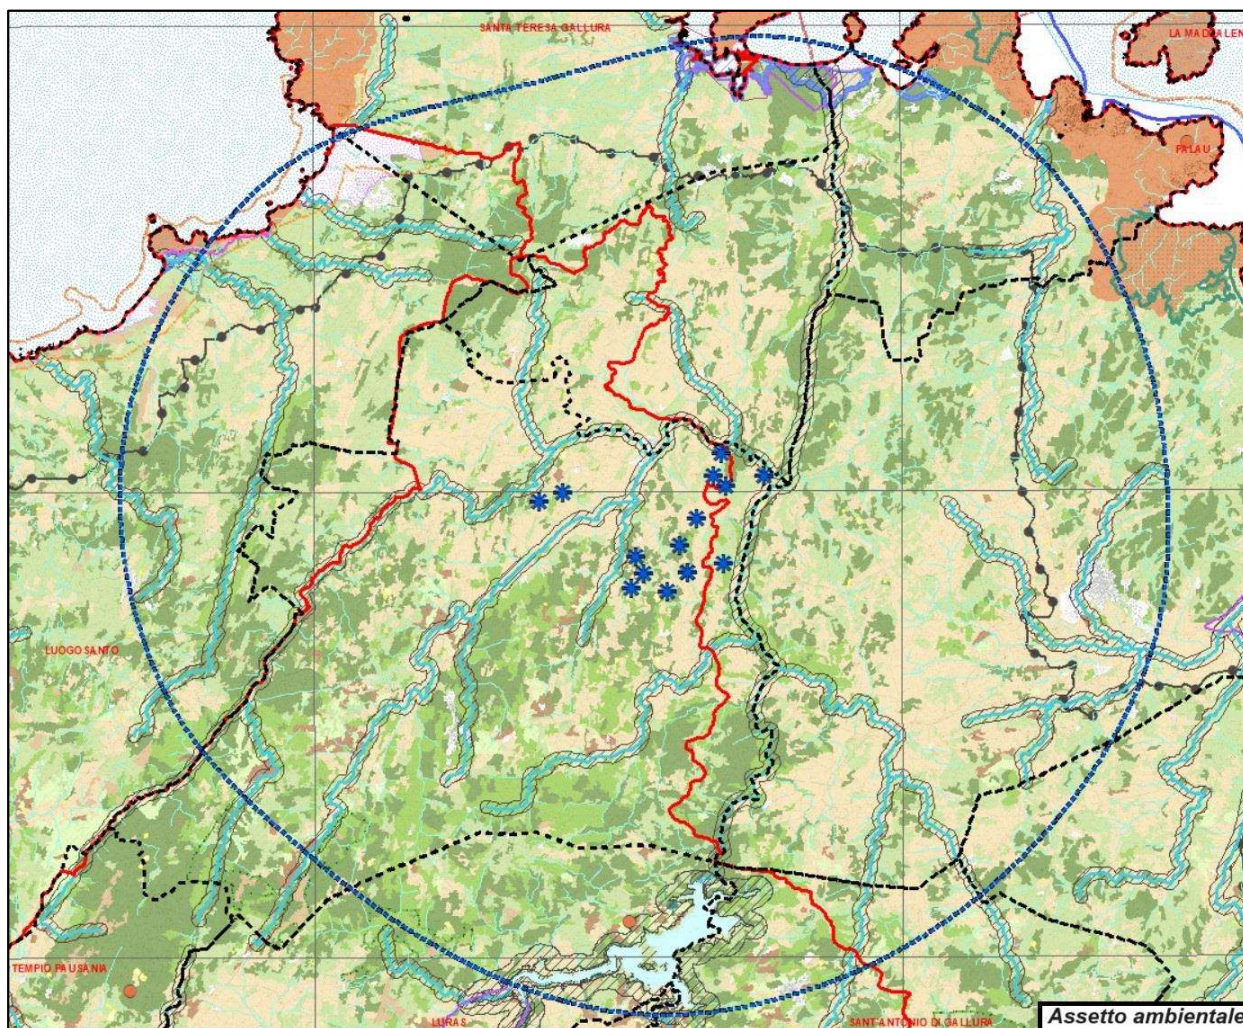 SANTA TERESA GALLURA
LA MADDALEN
PALAU
LUOGOSANTO
TEMPIO PAUSANIA
LURAS
SANT'ANTONIO DI GALLURA
Assetto ambientale